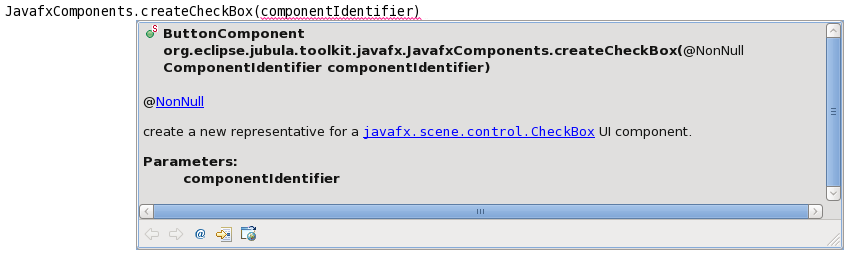 JavafxComponents.createCheckBox(componentIdentifier)
ButtonComponent
org.eclipse.jubula.toolkit.javafx.JavafxComponents.createCheckBox(@NonNull
ComponentIdentifier componentIdentifier)
@NonNull
create a new representative for a javafx.scene.control.CheckBox UI component.
Parameters:
componentIdentifier